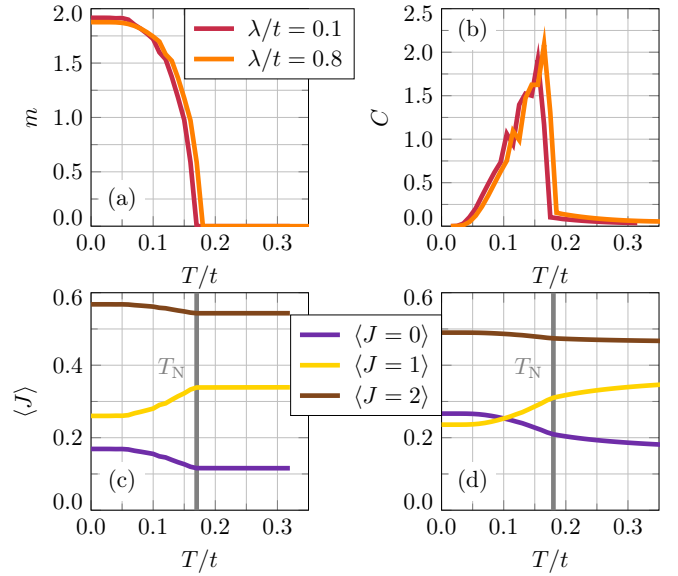 2.0
1.5
1.0
0.5
0.0
m
λ/t = 0.1
λ/t = 0.8
(a)
0.0 0.1 0.2 0.3
T/t
2.5
2.0
1.5
1.0
0.5
0.0
C
(b)
0.0 0.1 0.2 0.3
T/t
0.6
0.4
0.2
0.0
⟨J⟩
T_N
(c)
0.0 0.1 0.2 0.3
T/t
⟨J = 0⟩
⟨J = 1⟩
⟨J = 2⟩
0.6
0.4
0.2
0.0
T_N
(d)
0.0 0.1 0.2 0.3
T/t